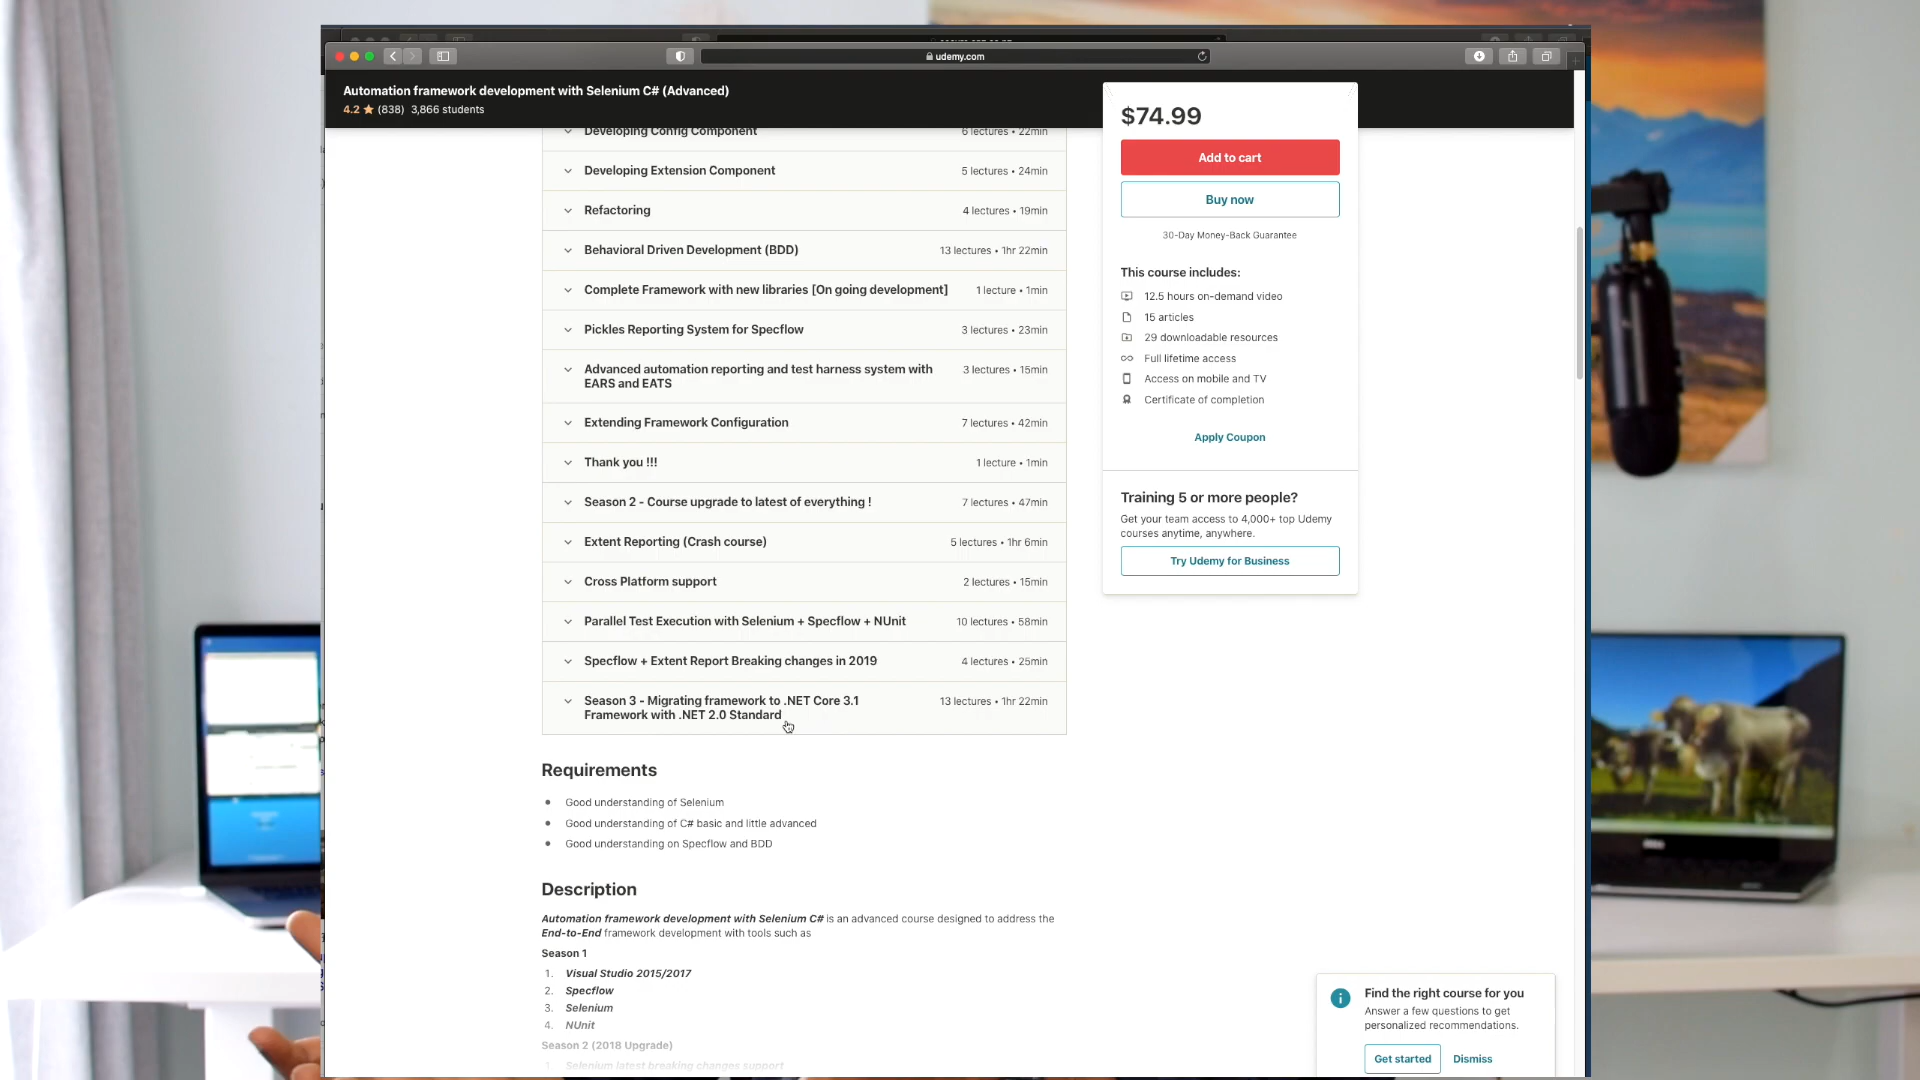 udemy.com
Automation framework development with Selenium C# (Advanced)
4.2 (838) 3,866 students
Developing Config Component 6 lectures • 22min
Developing Extension Component 5 lectures • 24min
Refactoring 4 lectures • 19min
Behavioral Driven Development (BDD) 13 lectures • 1hr 22min
Complete Framework with new libraries [On going development] 1 lecture • 1min
Pickles Reporting System for Specflow 3 lectures • 23min
Advanced automation reporting and test harness system with 3 lectures • 15min
EARS and EATS
Extending Framework Configuration 7 lectures • 42min
Thank you !!! 1 lecture • 1min
Season 2 - Course upgrade to latest of everything ! 7 lectures • 47min
Extent Reporting (Crash course) 5 lectures • 1hr 6min
Cross Platform support 2 lectures • 15min
Parallel Test Execution with Selenium + Specflow + NUnit 10 lectures • 58min
Specflow + Extent Report Breaking changes in 2019 4 lectures • 25min
Season 3 - Migrating framework to .NET Core 3.1 13 lectures • 1hr 22min
Framework with .NET 2.0 Standard
Requirements
Good understanding of Selenium
Good understanding of C# basic and little advanced
Good understanding on Specflow and BDD
Description
Automation framework development with Selenium C# is an advanced course designed to address the
End-to-End framework development with tools such as
Season 1
1. Visual Studio 2015/2017
2. Specflow
3. Selenium
4. NUnit
Season 2 (2018 Upgrade)
1 Selenium latest breaking changes support
$74.99
Add to cart
Buy now
30-Day Money-Back Guarantee
This course includes:
12.5 hours on-demand video
15 articles
29 downloadable resources
Full lifetime access
Access on mobile and TV
Certificate of completion
Apply Coupon
Training 5 or more people?
Get your team access to 4,000+ top Udemy
courses anytime, anywhere.
Try Udemy for Business
Find the right course for you
Answer a few questions to get
personalized recommendations.
Get started Dismiss